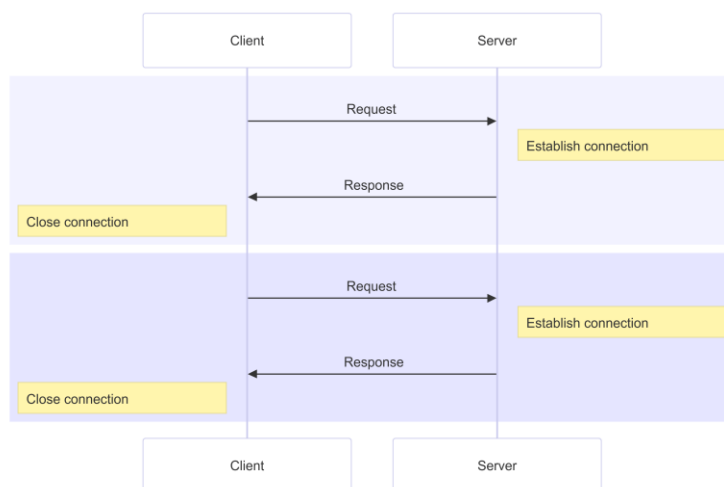 Client
Server
Request
Establish connection
Response
Close connection
Request
Establish connection
Response
Close connection
Client
Server